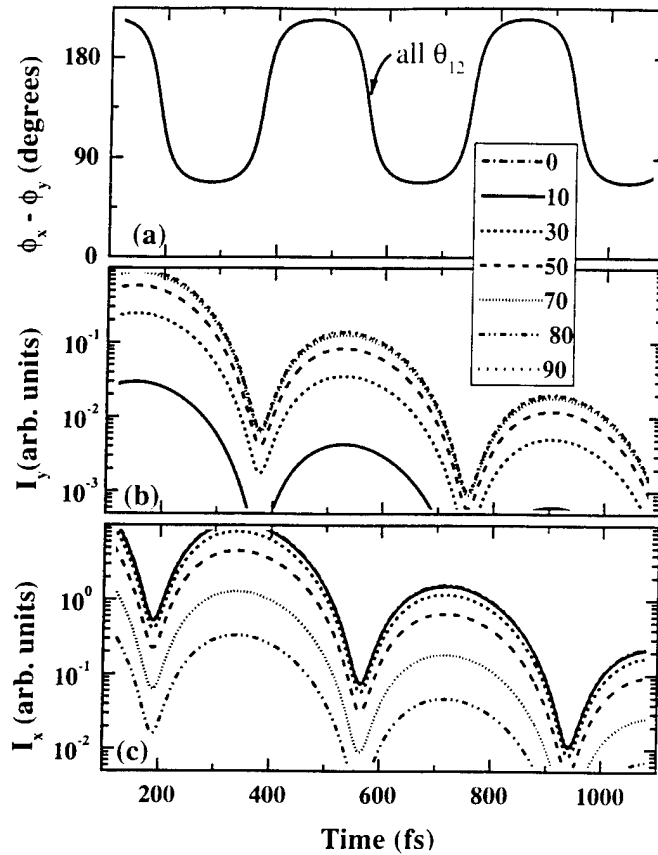 180
90
0
ϕx - ϕy (degrees)
all θ12
(a)
0
10
30
50
70
80
90
10-1
10-2
10-3
Iy(arb. units)
(b)
100
10-1
10-2
Ix (arb. units)
(c)
200 400 600 800 1000
Time (fs)